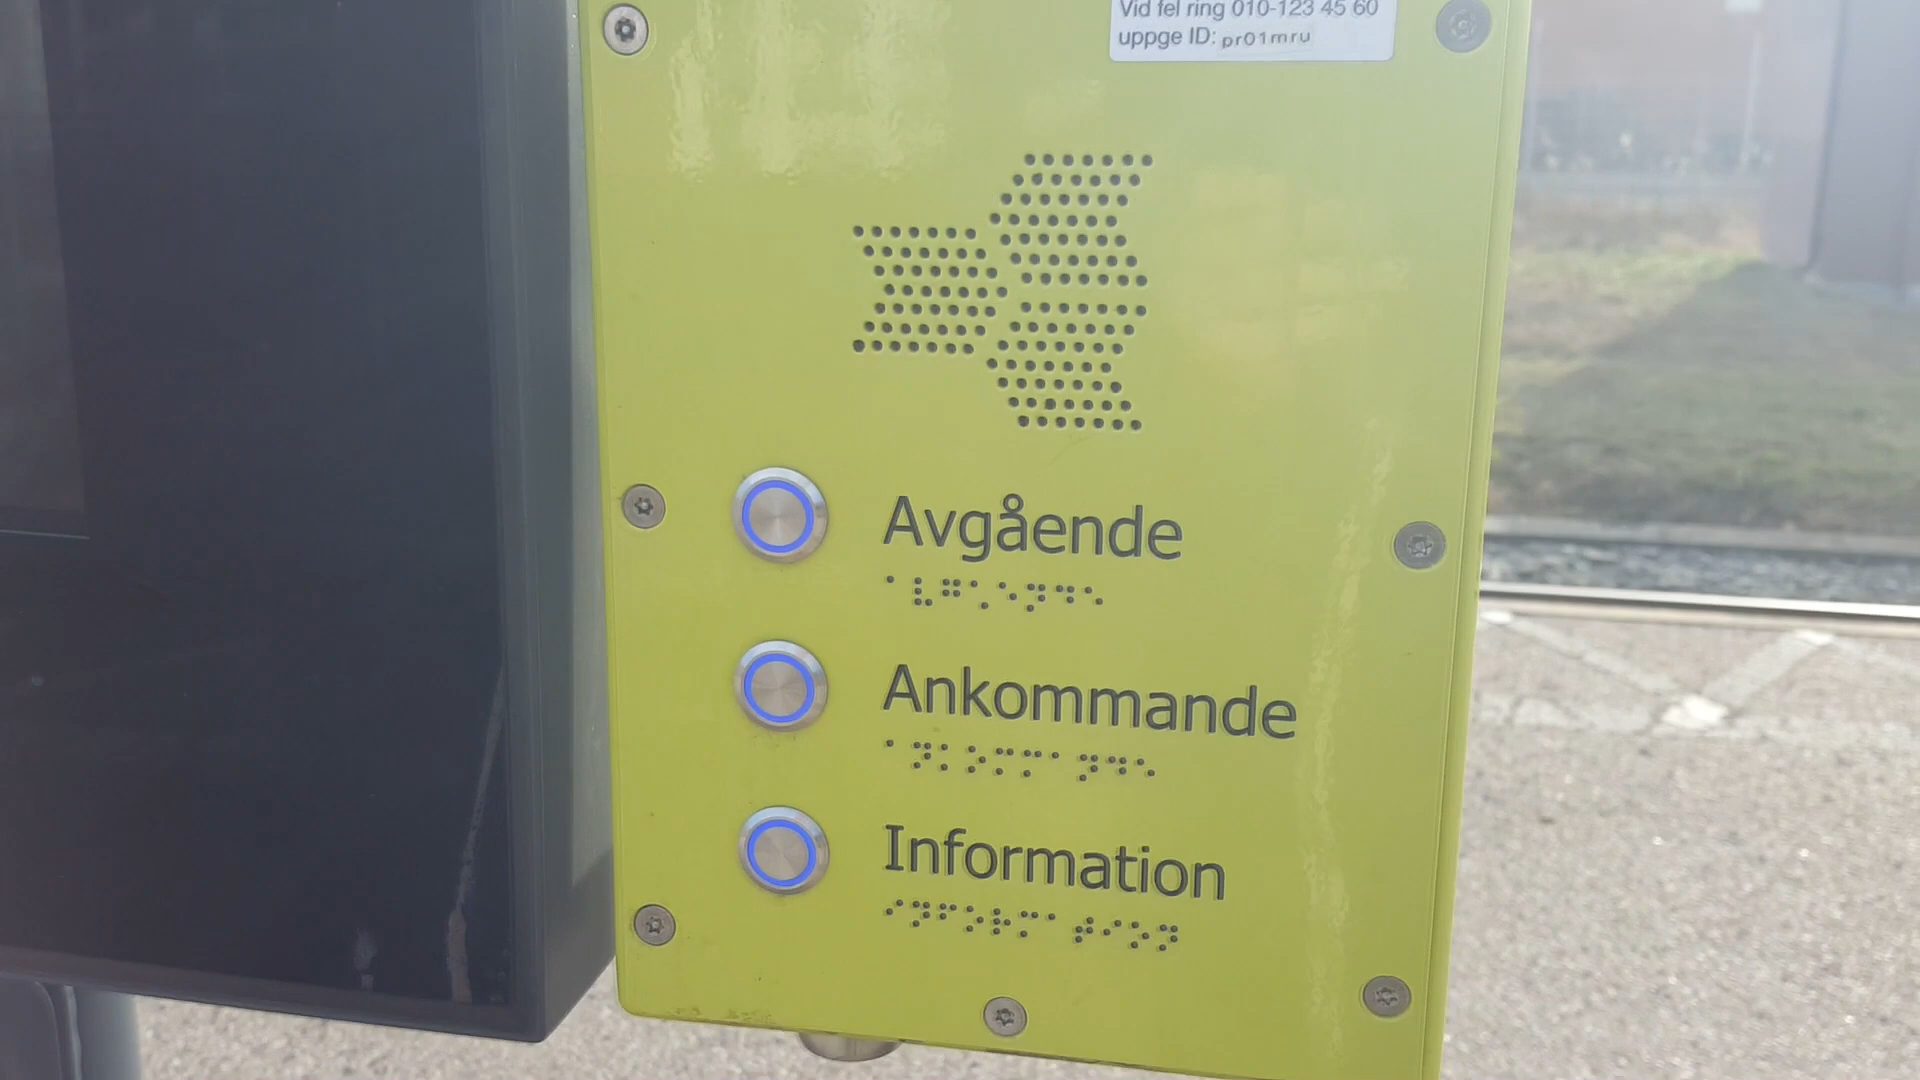 Vid fel ring 010-123 45 60
uppge ID: pr01mru
Avgående
⠁⠧⠛⠡⠑⠝⠙⠑
Ankommande
⠁⠝⠅⠕⠍⠍⠁⠝⠙⠑
Information
⠊⠝⠋⠕⠗⠍⠁⠞⠊⠕⠝